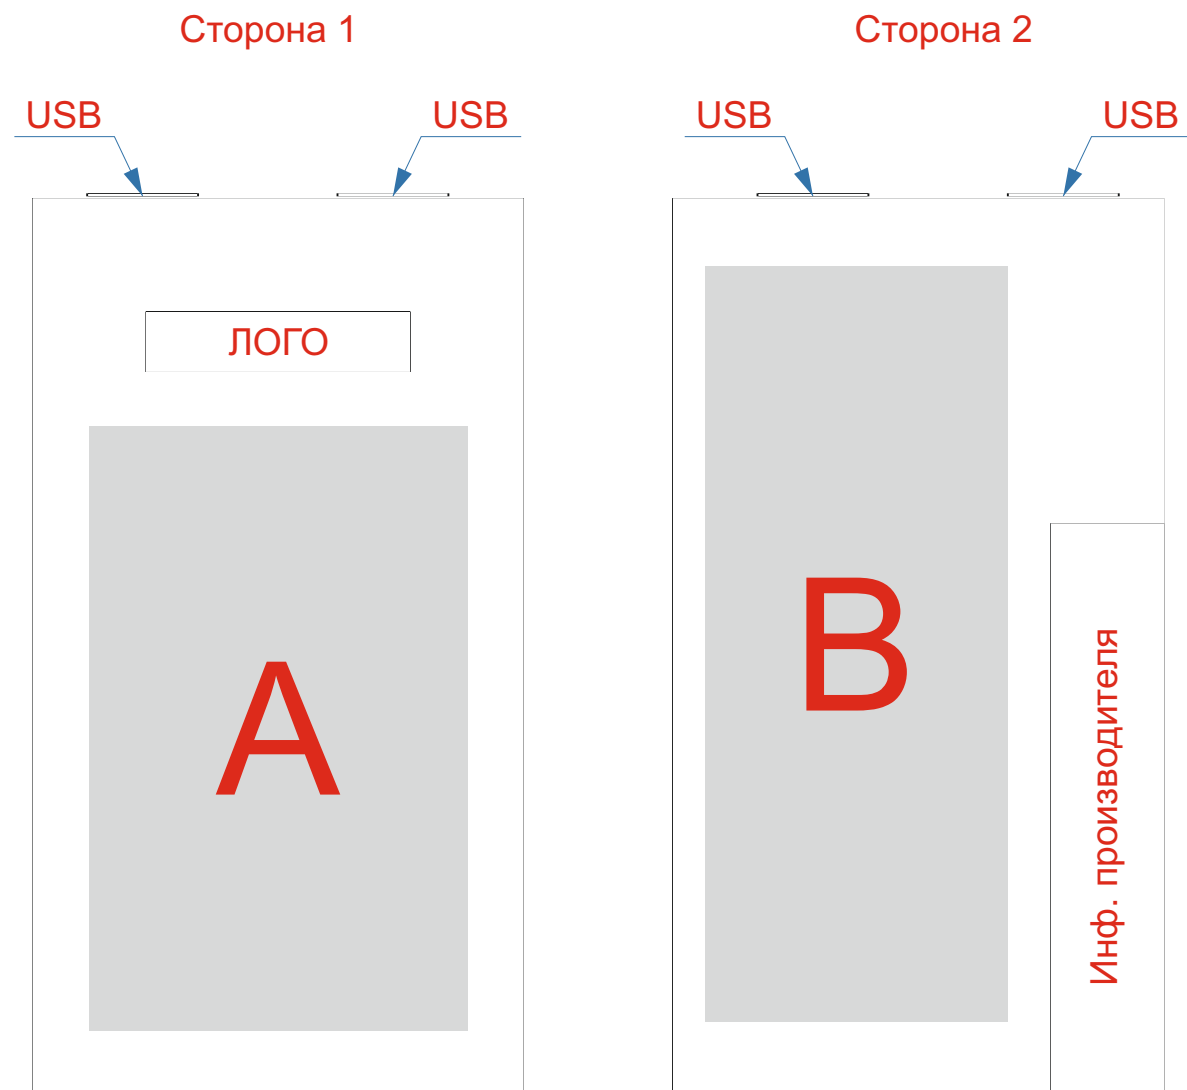 Сторона 1
Сторона 2
USB
USB
USB
USB
ЛОГО
A
B
Инф. производителя